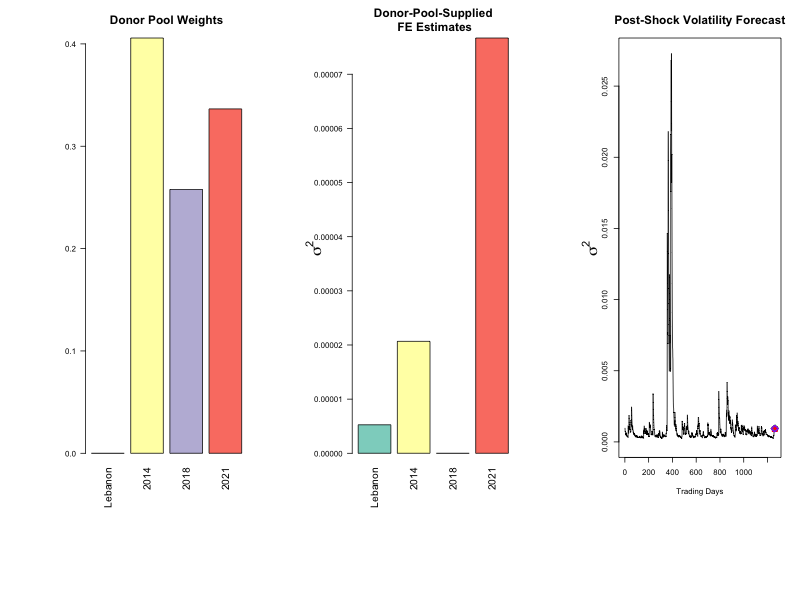 Donor Pool Weights
0.4
0.3
0.2
0.1
0.0
Lebanon
2014
2018
2021
Donor-Pool-Supplied
FE Estimates
σ²
0.00007
0.00006
0.00005
0.00004
0.00003
0.00002
0.00001
0.00000
Lebanon
2014
2018
2021
Post-Shock Volatility Forecast
σ²
0.025
0.020
0.015
0.010
0.005
0.000
0 200 400 600 800 1000
Trading Days